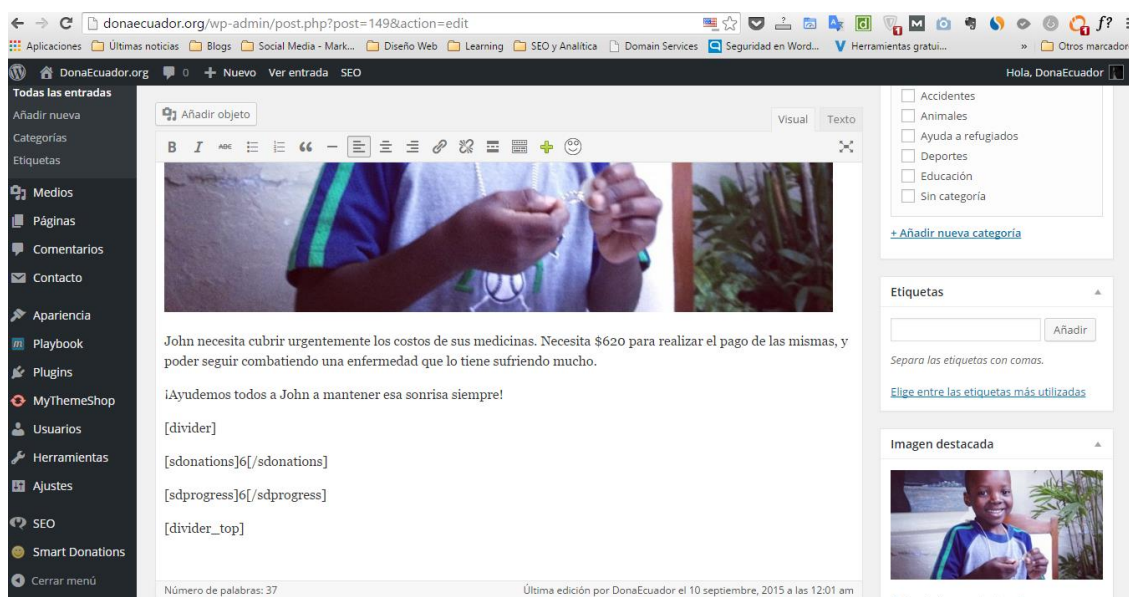 donaecuador.org/wp-admin/post.php?post=149&action=edit
Aplicaciones Últimas noticias Blogs Social Media - Mark... Diseño Web Learning SEO y Analítica Domain Services Seguridad en Word... Herramientas gratui... » Otros marcador
DonaEcuador.org 0 + Nuevo Ver entrada SEO Hola, DonaEcuador
Todas las entradas
Añadir nueva
Categorías
Etiquetas
Medios
Páginas
Comentarios
Contacto
Apariencia
Playbook
Plugins
MyThemeShop
Usuarios
Herramientas
Ajustes
SEO
Smart Donations
Cerrar menú
Añadir objeto
Visual Texto
B I ABC
John necesita cubrir urgentemente los costos de sus medicinas. Necesita $620 para realizar el pago de las mismas, y
poder seguir combatiendo una enfermedad que lo tiene sufriendo mucho.
¡Ayudemos todos a John a mantener esa sonrisa siempre!
[divider]
[sdonations]6[/sdonations]
[sdprogress]6[/sdprogress]
[divider_top]
Número de palabras: 37 Última edición por DonaEcuador el 10 septiembre, 2015 a las 12:01 am
Accidentes
Animales
Ayuda a refugiados
Deportes
Educación
Sin categoría
+ Añadir nueva categoría
Etiquetas
Añadir
Separa las etiquetas con comas.
Elige entre las etiquetas más utilizadas
Imagen destacada